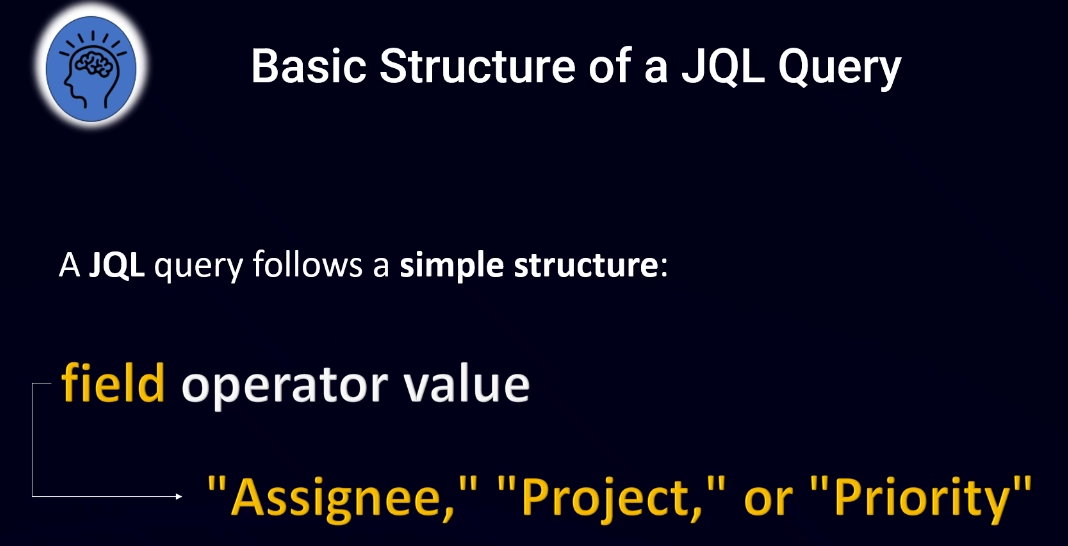 Basic Structure of a JQL Query
A JQL query follows a simple structure:
field operator value
"Assignee," "Project," or "Priority"